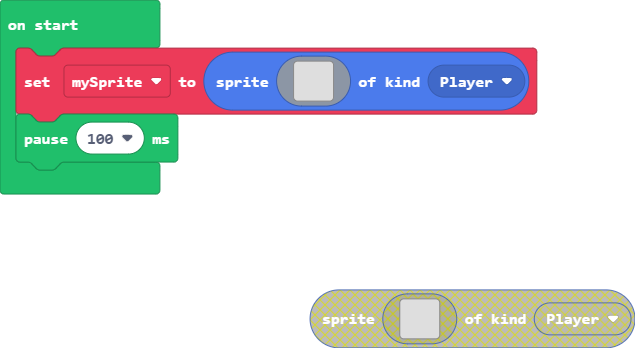 on start
set mySprite to sprite of kind Player
pause 100 ms
sprite of kind Player